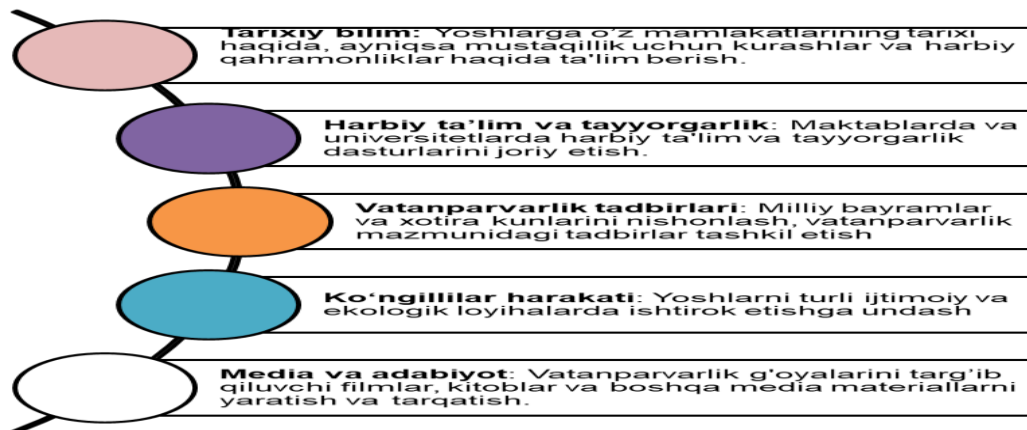 Tarixiy bilim: Yoshlarga o'z mamlakatlarining tarixi
haqida, ayniqsa mustaqillik uchun kurashlar va harbiy
qahramonliklar haqida ta'lim berish.
Harbiy ta’lim va tayyorgarlik: Maktablarda va
universitetlarda harbiy ta'lim va tayyorgarlik
dasturlarini joriy etish.
Vatanparvarlik tadbirlari: Milliy bayramlar
va xotira kunlarini nishonlash, vatanparvarlik
mazmunidagi tadbirlar tashkil etish
Ko‘ngillilar harakati: Yoshlarni turli ijtimoiy va
ekologik loyihalarda ishtirok etishga undash
Media va adabiyot: Vatanparvarlik g'oyalarini targ'ib
qiluvchi filmlar, kitoblar va boshqa media materiallarni
yaratish va tarqatish.